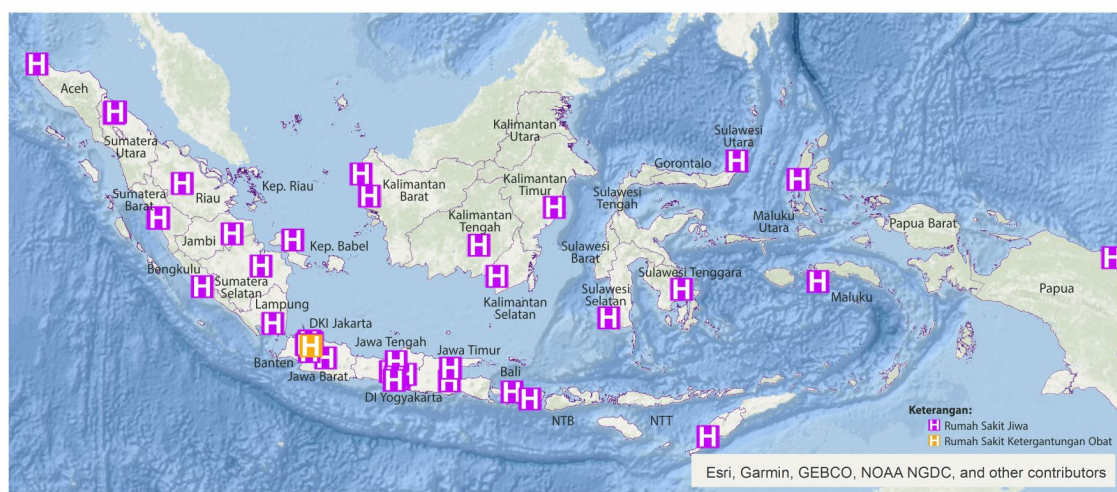 Aceh
Sumatera
Utara
Sumatera
Barat
Riau
Kep. Riau
Jambi
Kep. Babel
Bengkulu
Sumatera
Selatan
Lampung
DKI Jakarta
Banten
Jawa Barat
Jawa Tengah
DI Yogyakarta
Jawa Timur
Bali
NTB
NTT
Kalimantan
Utara
Kalimantan
Barat
Kalimantan
Timur
Kalimantan
Tengah
Kalimantan
Selatan
Sulawesi
Utara
Gorontalo
Sulawesi
Tengah
Sulawesi
Barat
Sulawesi Tenggara
Sulawesi
Selatan
Maluku
Utara
Maluku
Papua Barat
Papua
Keterangan:
H Rumah Sakit Jiwa
H Rumah Sakit Ketergantungan Obat
Esri, Garmin, GEBCO, NOAA NGDC, and other contributors